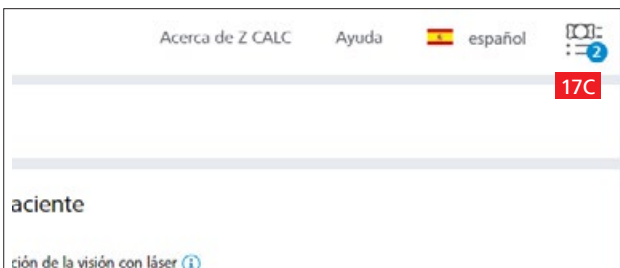 Acerca de Z CALC Ayuda español 2
17C
aciente
ción de la visión con láser i